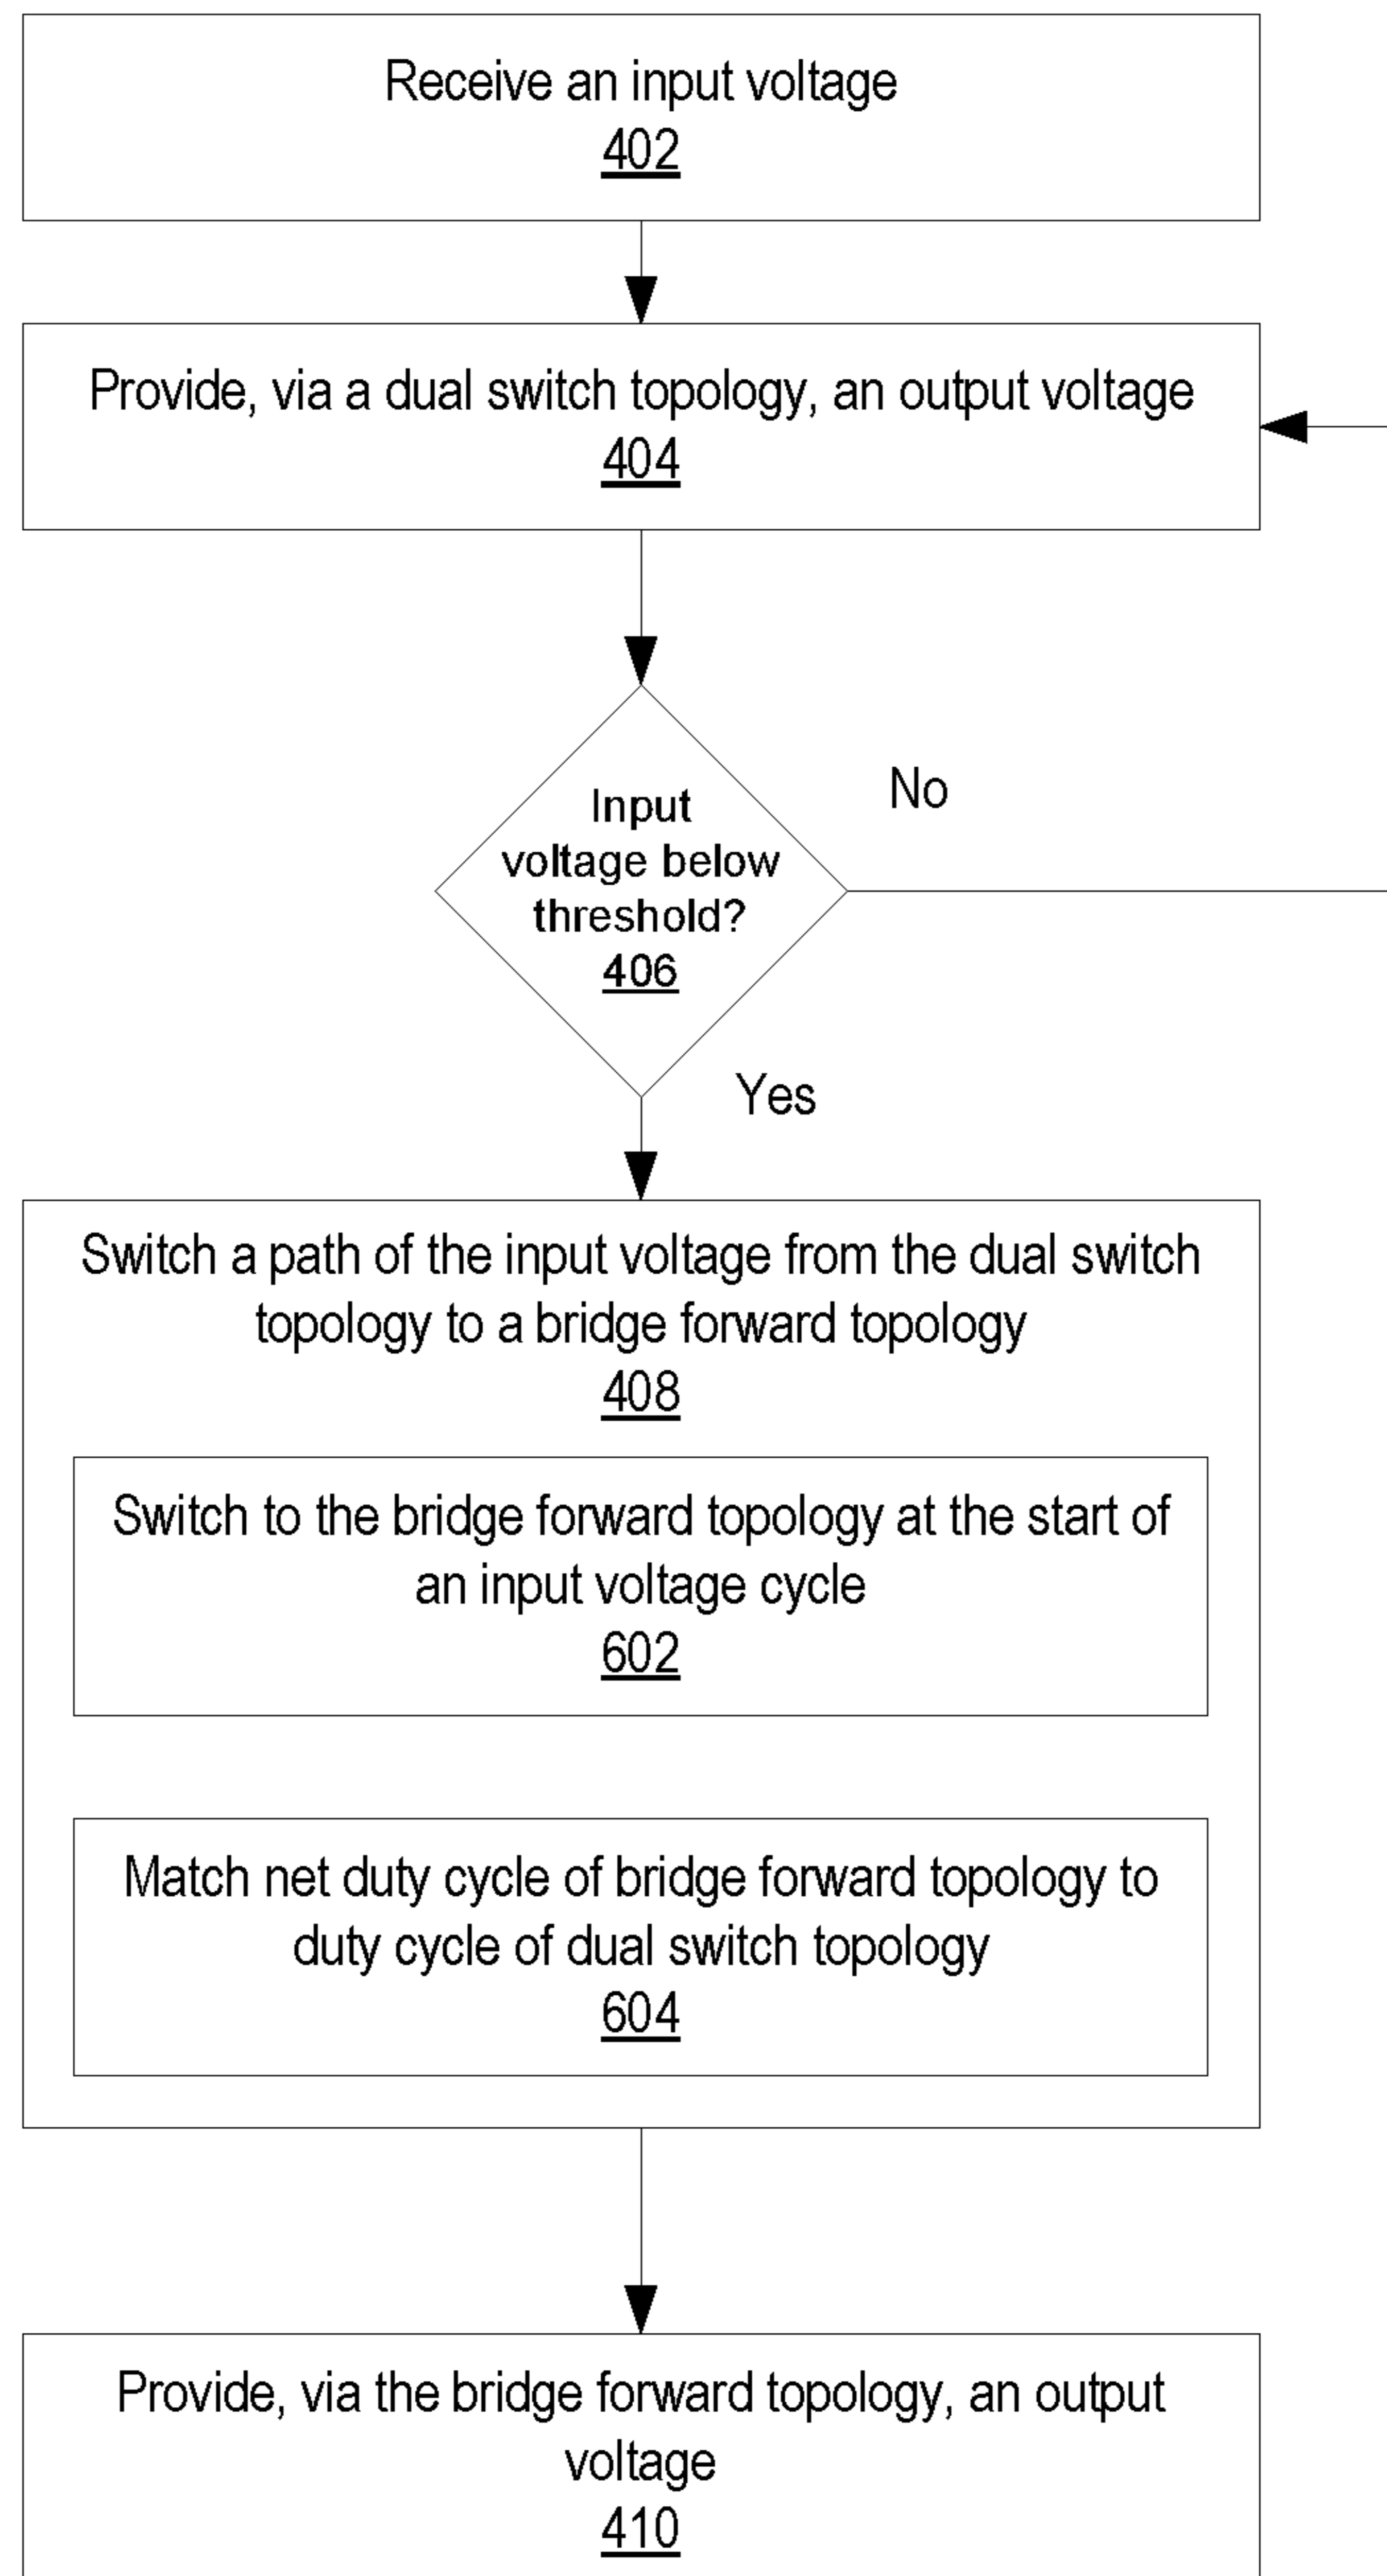 Receive an input voltage
402
Provide, via a dual switch topology, an output voltage
404
Input
voltage below
threshold?
406
No
Yes
Switch a path of the input voltage from the dual switch
topology to a bridge forward topology
408
Switch to the bridge forward topology at the start of
an input voltage cycle
602
Match net duty cycle of bridge forward topology to
duty cycle of dual switch topology
604
Provide, via the bridge forward topology, an output
voltage
410